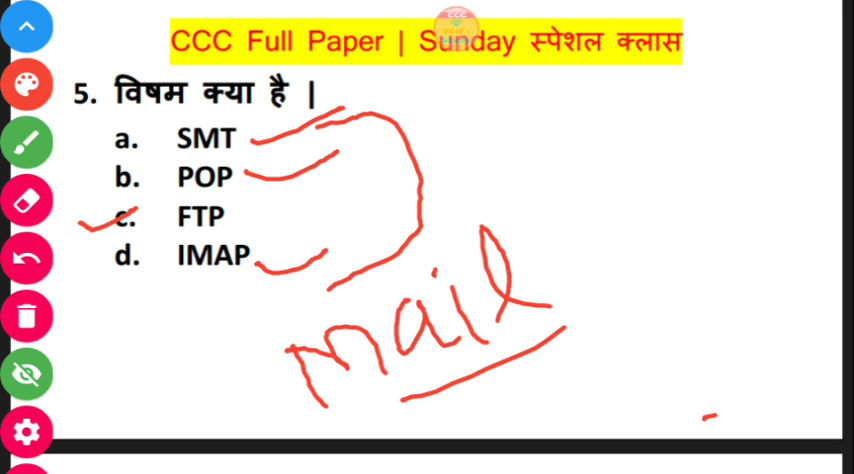 CCC Full Paper | Sunday स्पेशल क्लास
5. विषम क्या है |
a. SMT
b. POP
c. FTP
d. IMAP
mail